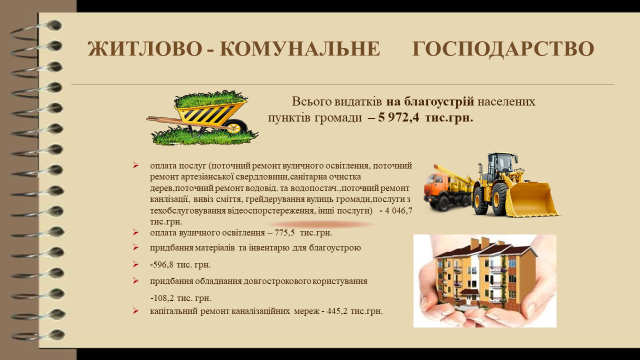 ЖИТЛОВО - КОМУНАЛЬНЕ ГОСПОДАРСТВО
Всього видатків на благоустрій населених
пунктів громади – 5 972,4 тис.грн.
оплата послуг (поточний ремонт вуличного освітлення, поточний
ремонт артезіанської свердловини,санітарна очистка
дерев,поточний ремонт водовід. та водопостач.,поточний ремонт
каналізації, вивіз сміття, грейдерування вулиць громади,послуги з
техобслуговування відеоспорстереження, інші послуги) - 4 046,7
тис.грн.
оплата вуличного освітлення – 775,5 тис.грн.
придбання матеріалів та інвентарю для благоустрою
-596,8 тис. грн.
придбання обладнання довгострокового користування
-108,2 тис. грн.
капітальний ремонт каналізаційних мереж - 445,2 тис.грн.